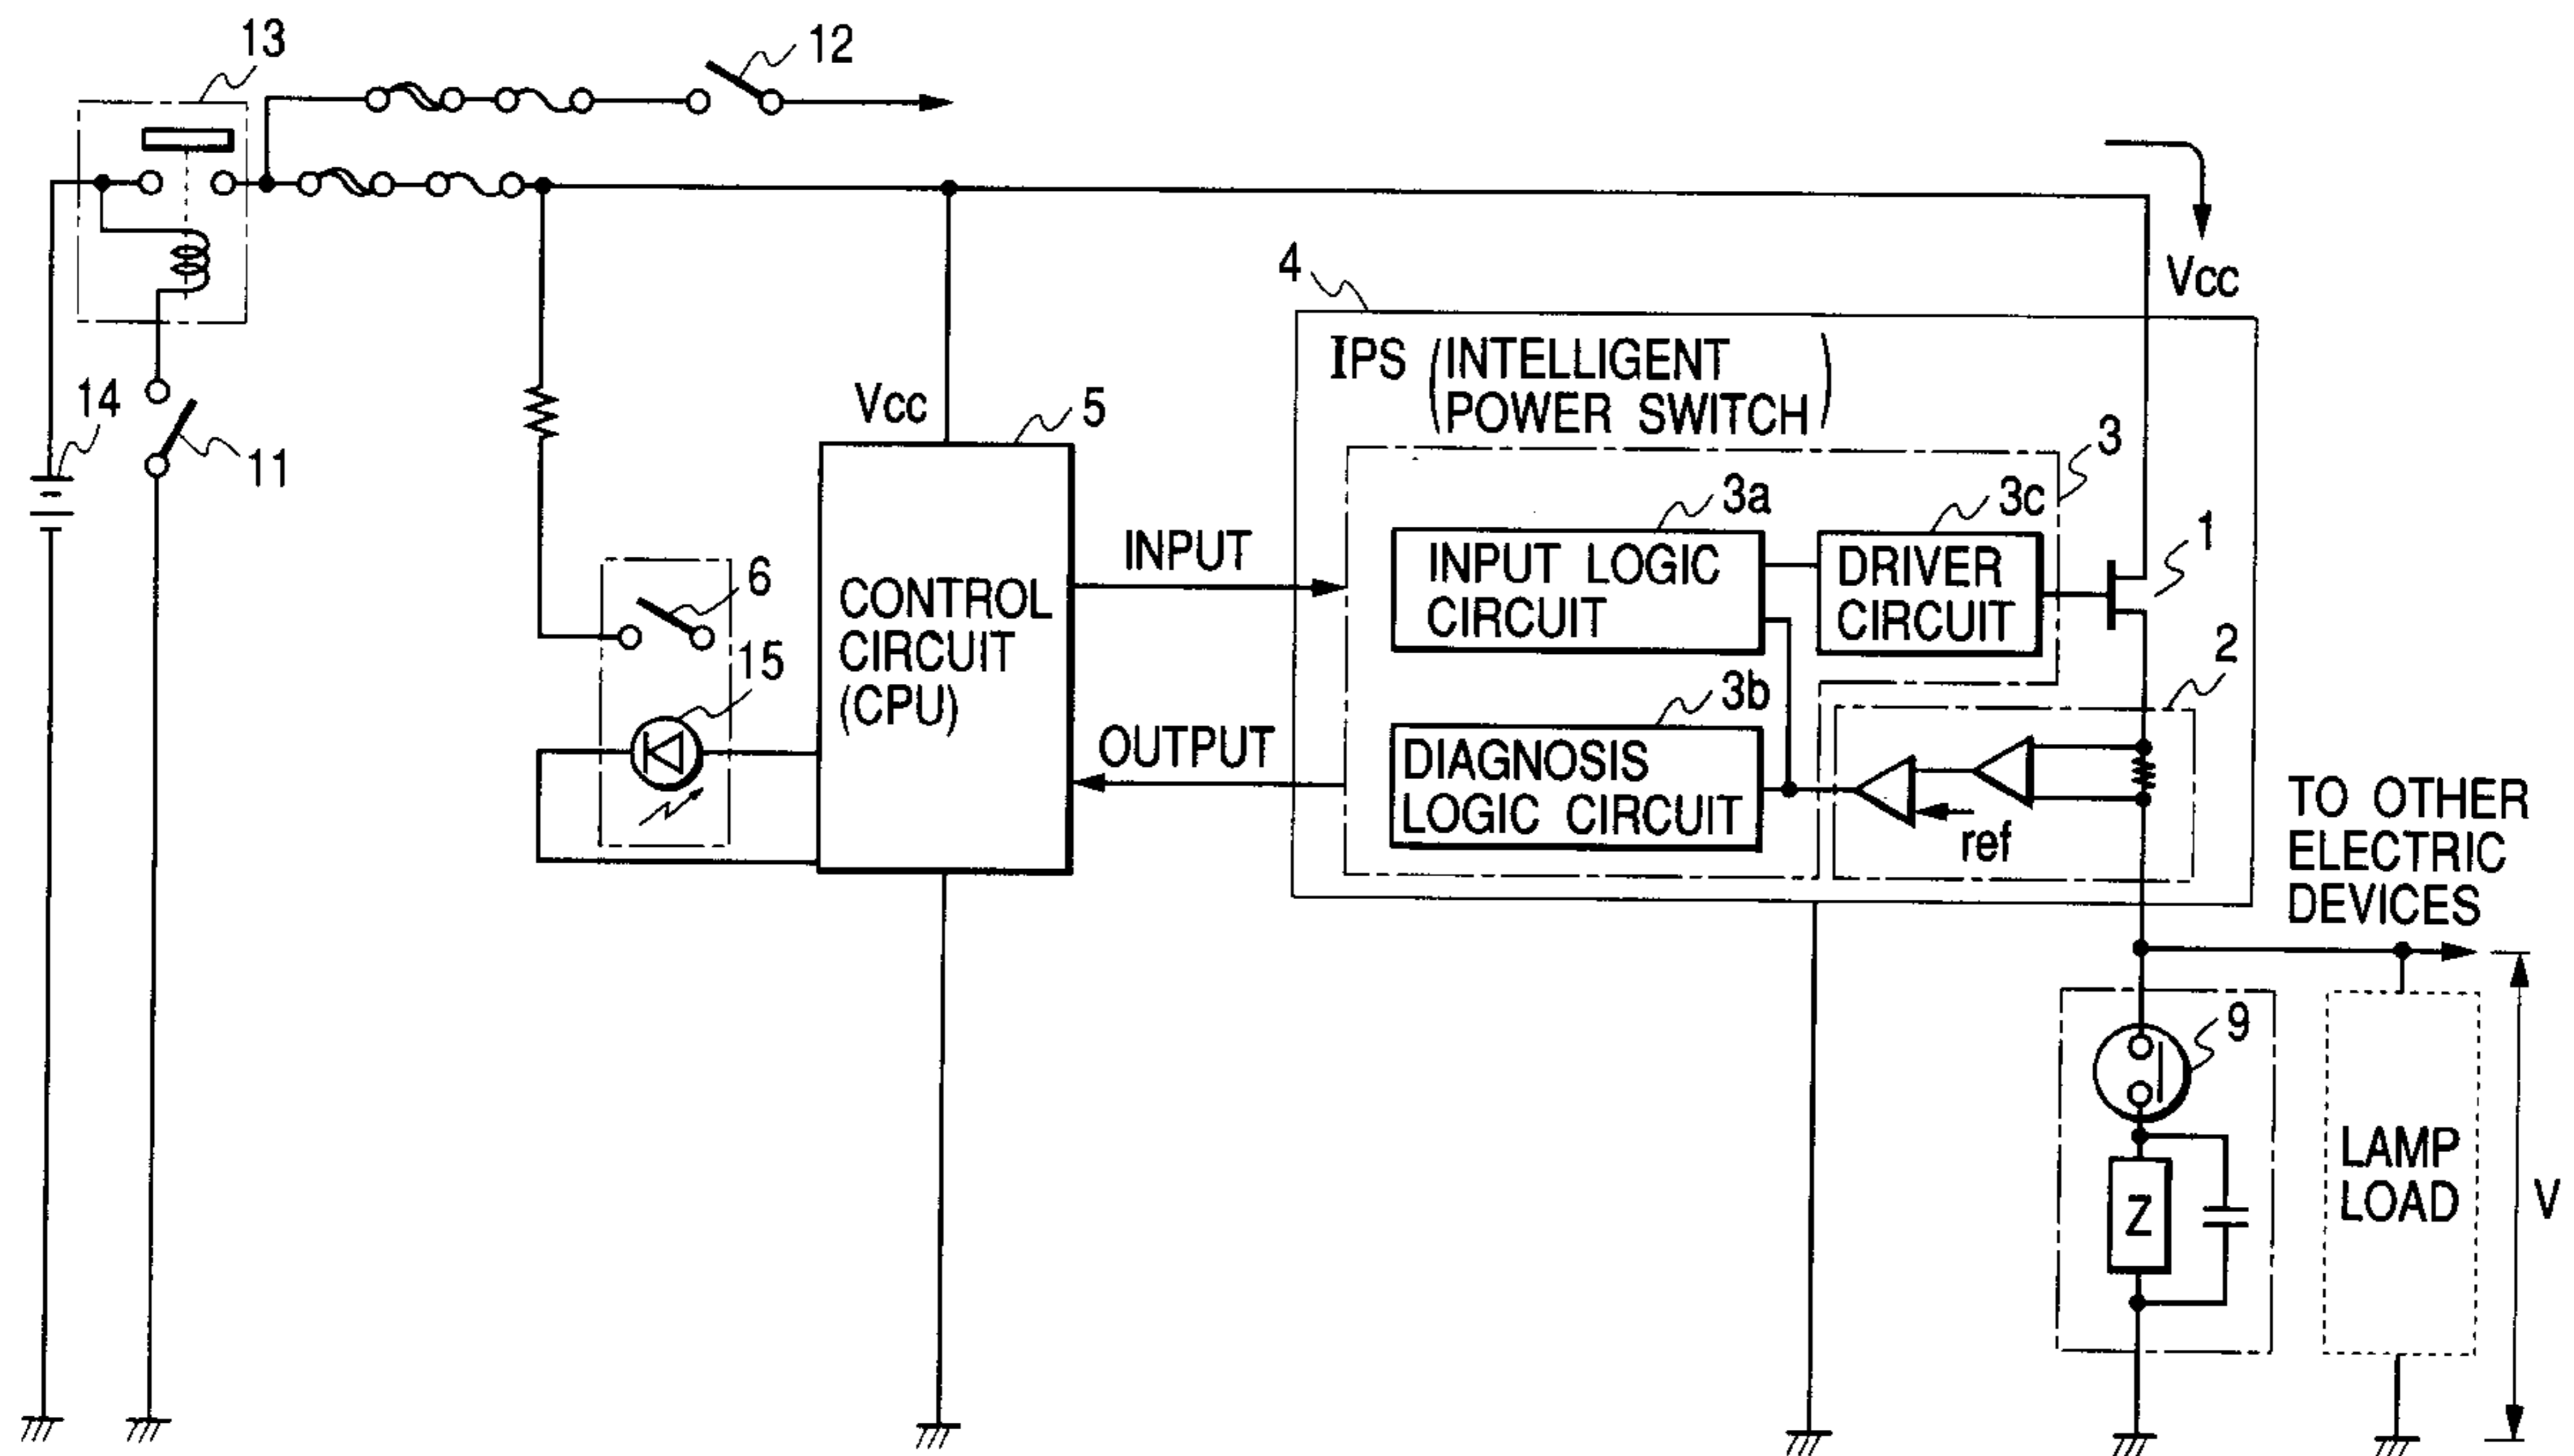 13
12
Vcc
4
IPS (INTELLIGENT
POWER SWITCH)
14
11
Vcc
5
3
3a
3c
1
INPUT
INPUT LOGIC
CIRCUIT
DRIVER
CIRCUIT
6
CONTROL
CIRCUIT
(CPU)
15
2
3b
OUTPUT
DIAGNOSIS
LOGIC CIRCUIT
ref
TO OTHER
ELECTRIC
DEVICES
9
Z
LAMP
LOAD
V